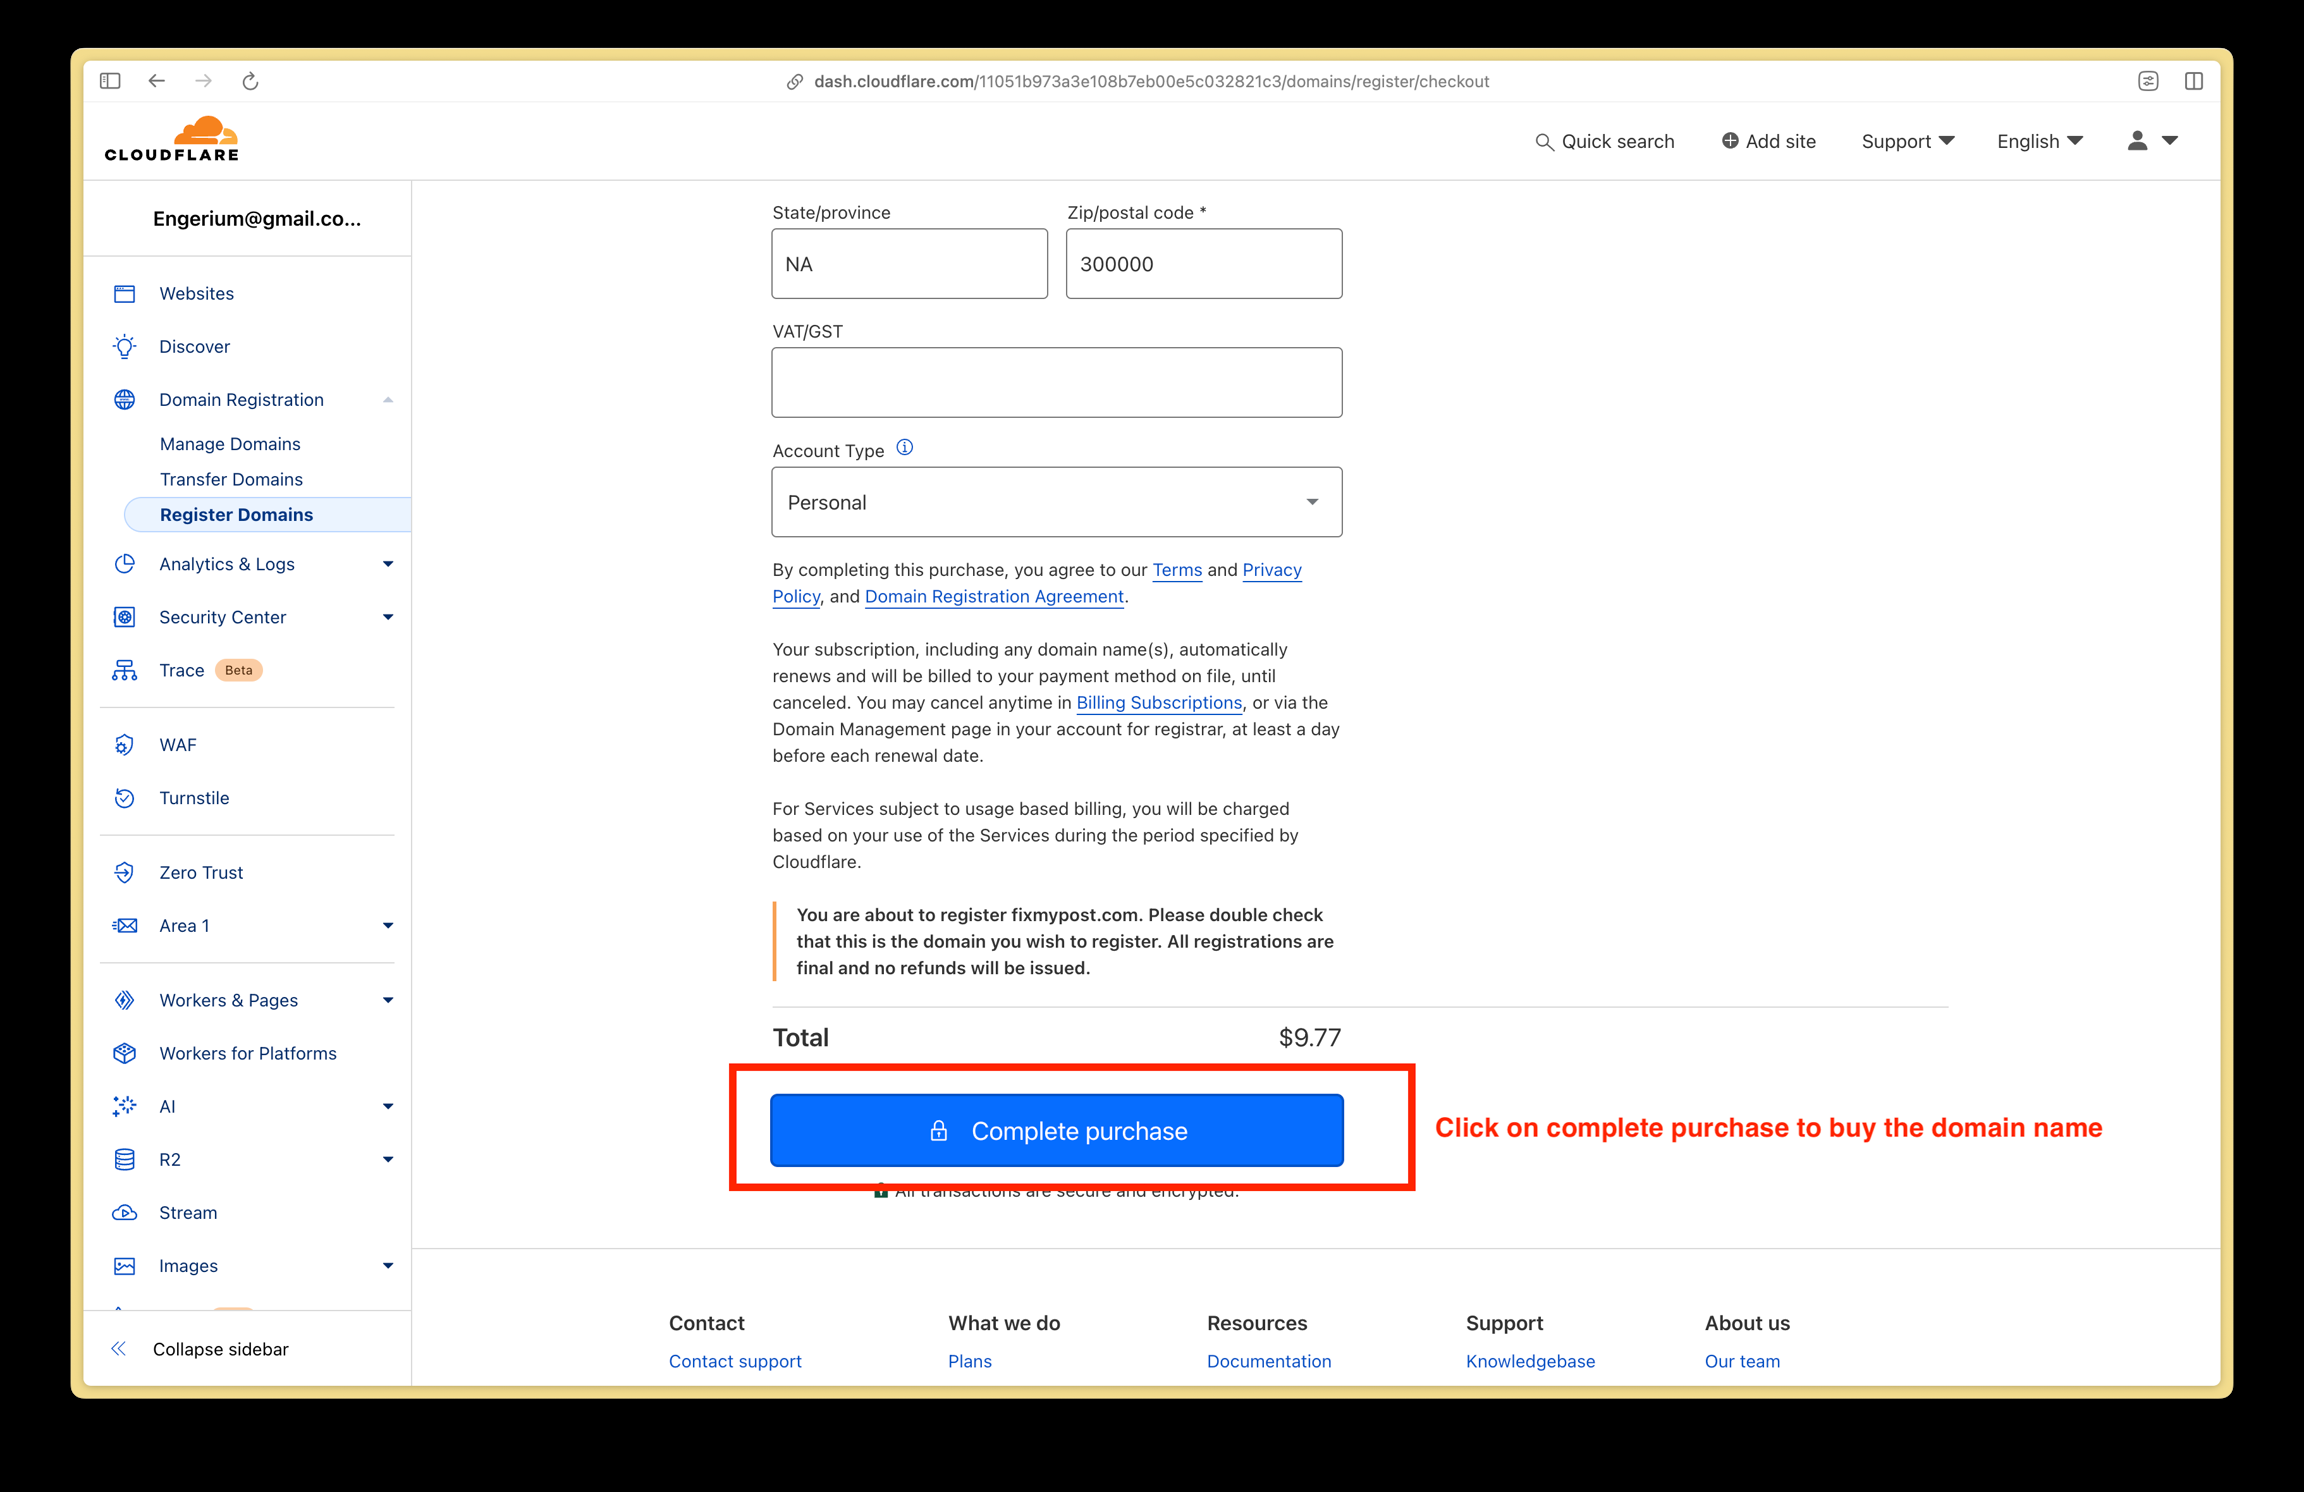 dash.cloudflare.com/11051b973a3e108b7eb00e5c032821c3/domains/register/checkout
CLOUDFLARE
Quick search
Add site
Support
English
Engerium@gmail.co...
Websites
Discover
Domain Registration
Manage Domains
Transfer Domains
Register Domains
Analytics & Logs
Security Center
Trace Beta
WAF
Turnstile
Zero Trust
Area 1
Workers & Pages
Workers for Platforms
AI
R2
Stream
Images
Collapse sidebar
State/province
Zip/postal code *
NA
300000
VAT/GST
Account Type
Personal
By completing this purchase, you agree to our Terms and Privacy
Policy, and Domain Registration Agreement.
Your subscription, including any domain name(s), automatically
renews and will be billed to your payment method on file, until
canceled. You may cancel anytime in Billing Subscriptions, or via the
Domain Management page in your account for registrar, at least a day
before each renewal date.
For Services subject to usage based billing, you will be charged
based on your use of the Services during the period specified by
Cloudflare.
You are about to register fixmypost.com. Please double check
that this is the domain you wish to register. All registrations are
final and no refunds will be issued.
Total
$9.77
Complete purchase
Click on complete purchase to buy the domain name
All transactions are secure and encrypted.
Contact
What we do
Resources
Support
About us
Contact support
Plans
Documentation
Knowledgebase
Our team